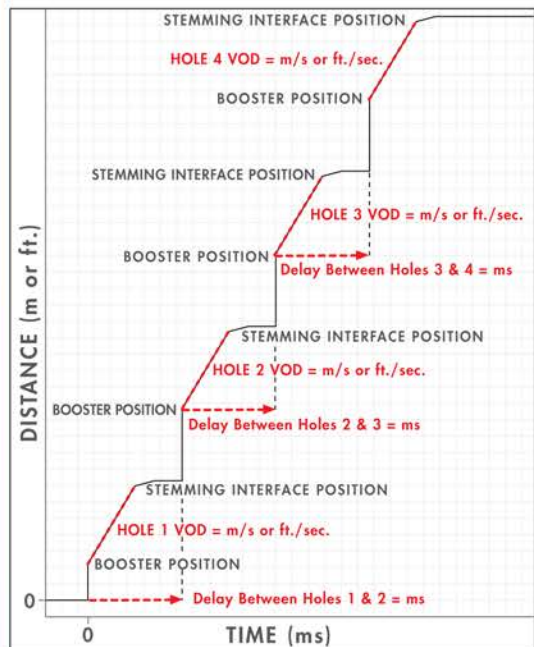 STEMMING INTERFACE POSITION
HOLE 4 VOD = m/s or ft./sec.
BOOSTER POSITION
STEMMING INTERFACE POSITION
HOLE 3 VOD = m/s or ft./sec.
BOOSTER POSITION
Delay Between Holes 3 & 4 = ms
STEMMING INTERFACE POSITION
HOLE 2 VOD = m/s or ft./sec.
BOOSTER POSITION
Delay Between Holes 2 & 3 = ms
STEMMING INTERFACE POSITION
HOLE 1 VOD = m/s or ft./sec.
BOOSTER POSITION
Delay Between Holes 1 & 2 = ms
DISTANCE (m or ft.)
0
0
TIME (ms)